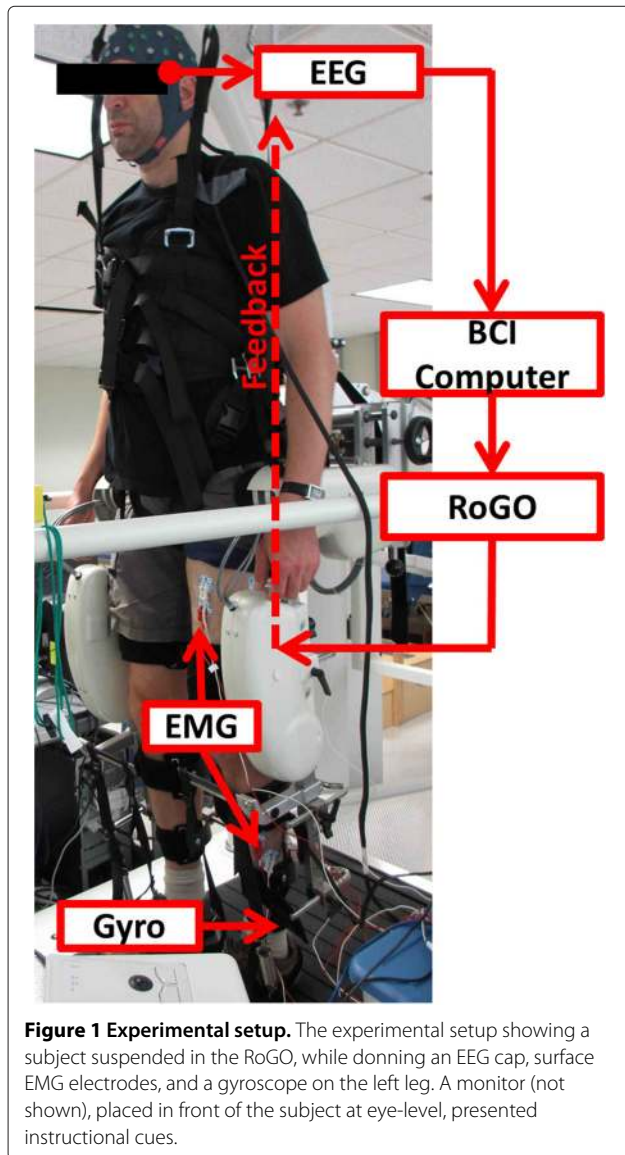 EEG
Feedback
BCI
Computer
RoGO
EMG
Gyro
Figure 1 Experimental setup. The experimental setup showing a
subject suspended in the RoGO, while donning an EEG cap, surface
EMG electrodes, and a gyroscope on the left leg. A monitor (not
shown), placed in front of the subject at eye-level, presented
instructional cues.